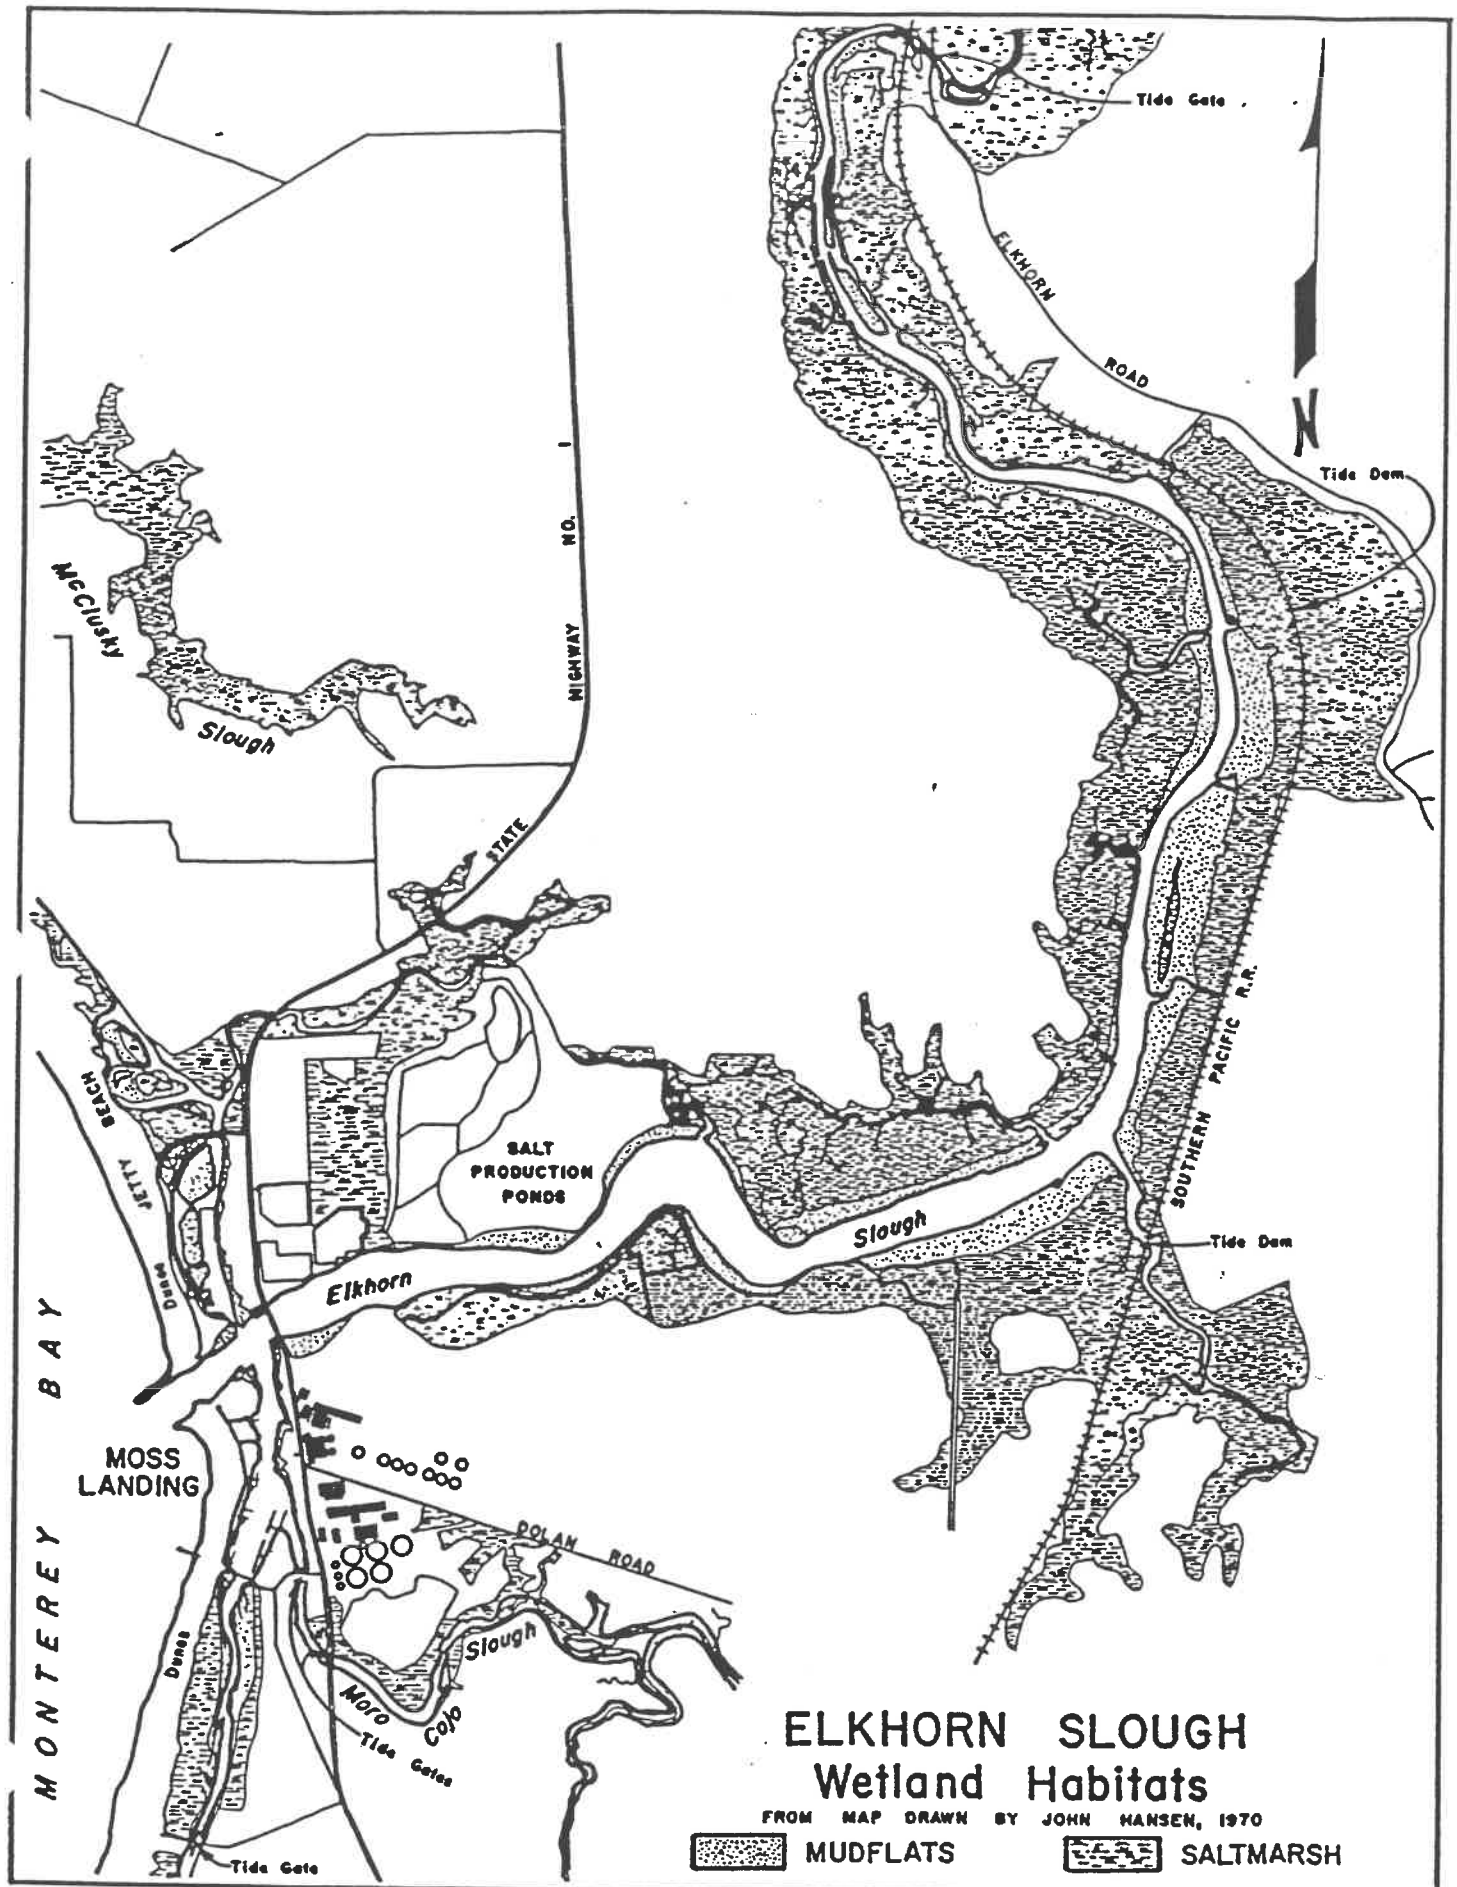 Tide Gate
ELKHORN
ROAD
N
Tide Dam
HIGHWAY NO. 1
STATE
McClusky
Slough
BEACH
JETTY
Dune
SALT
PRODUCTION
PONDS
SOUTHERN PACIFIC R.R.
Elkhorn
Slough
Tide Dam
MONTEREY BAY
MOSS
LANDING
DOLAN ROAD
Dunes
Moro
Cojo
Slough
Tide Gates
Tide Gate
ELKHORN SLOUGH
Wetland Habitats
FROM MAP DRAWN BY JOHN HANSEN, 1970
MUDFLATS
SALTMARSH